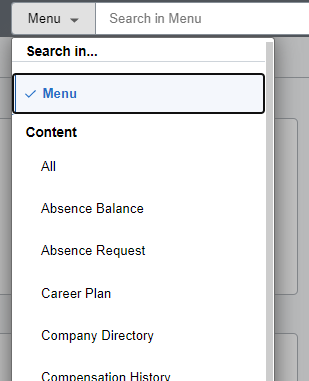 Menu Search in Menu
Search in...
Menu
Content
All
Absence Balance
Absence Request
Career Plan
Company Directory
Compensation History